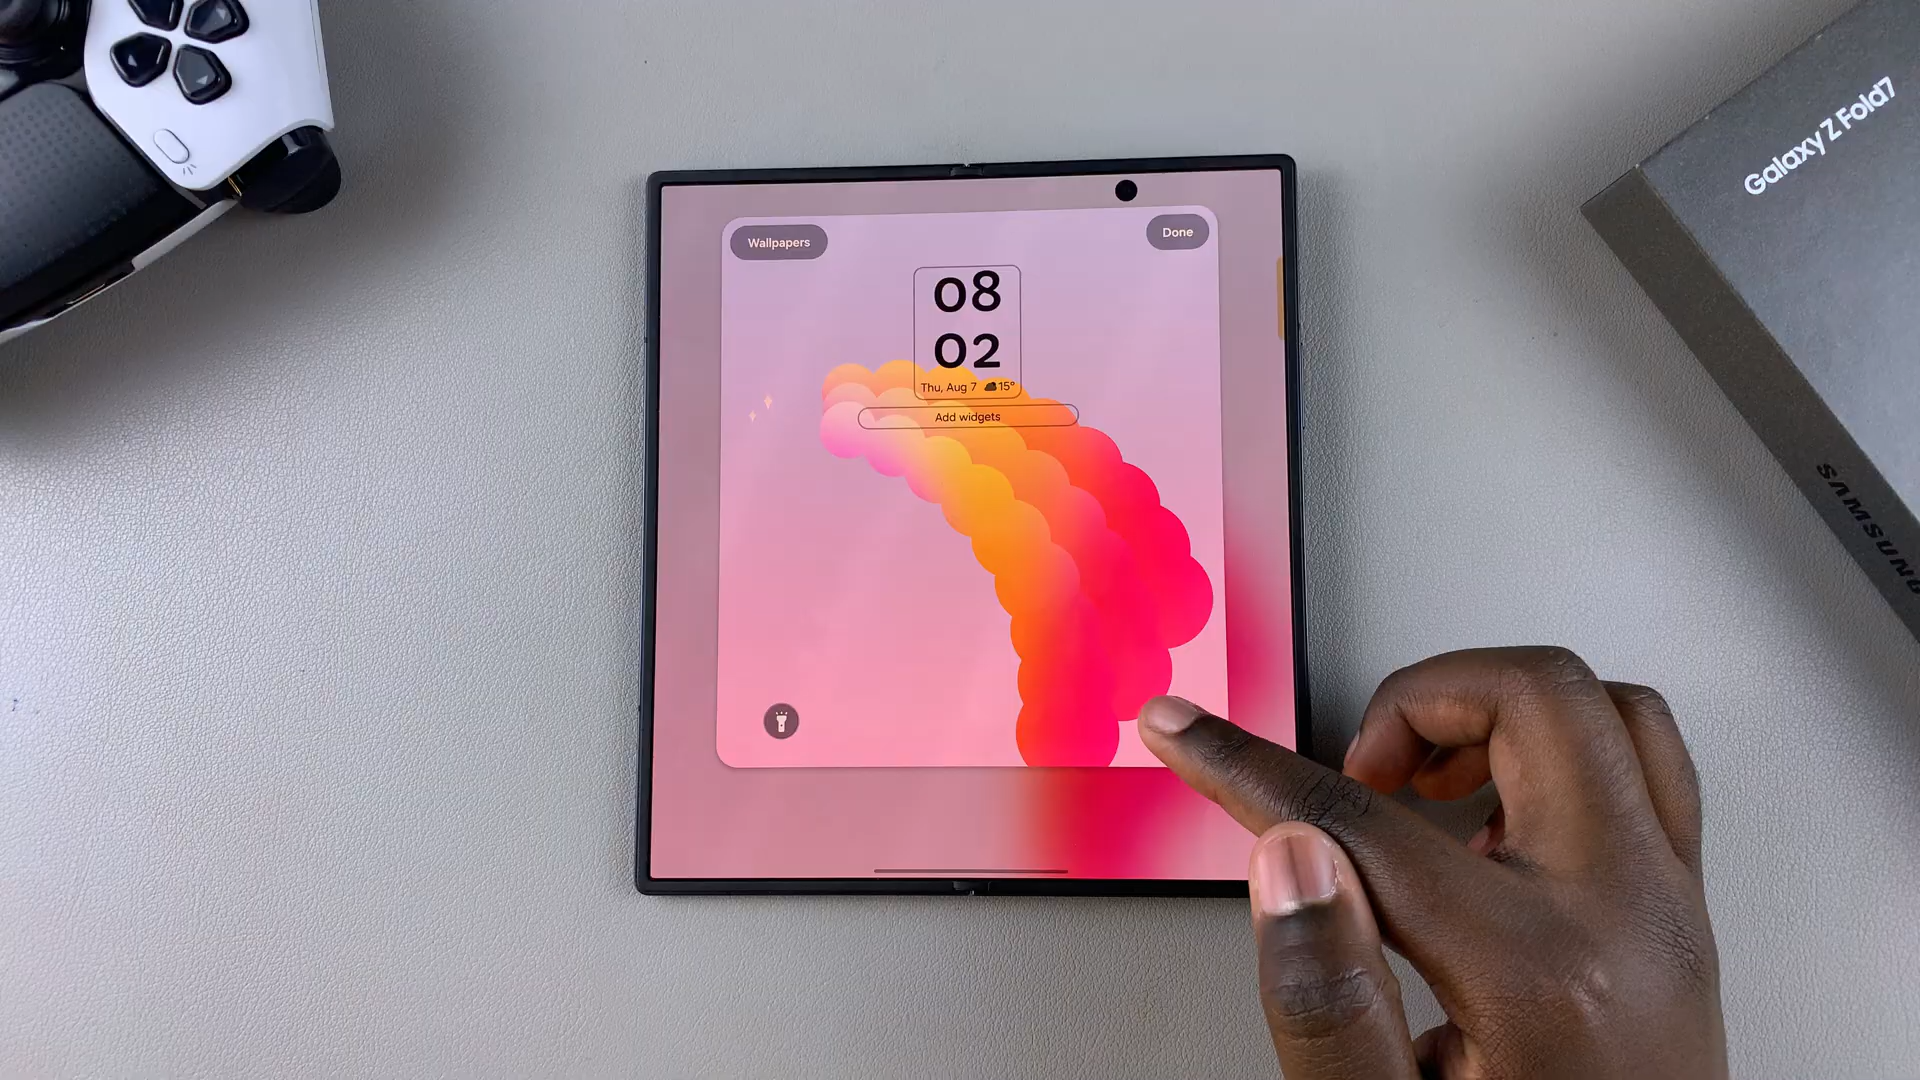 Wallpapers
Done
08
02
Thu, Aug 7 15°
Add widgets
Galaxy Z Fold7
SAMSUNG